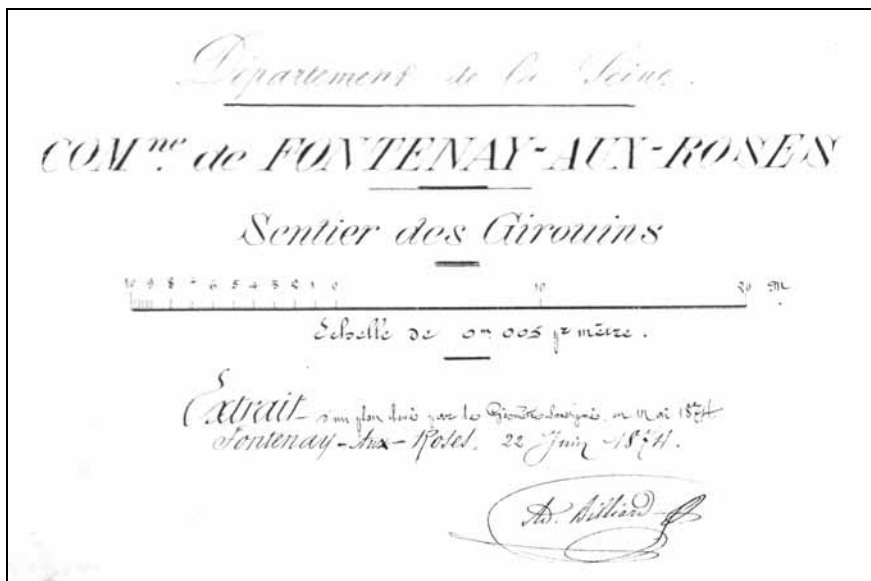 Département de la Seine.
COMne de FONTENAY-AUX-ROSES
Sentier des Girouins
10 9 8 7 6 5 4 3 2 1 0 10 20 M.
Echelle de 0m 005 pr mètre.
Extrait d'un plan levé par le Géomètre soussigné, en Mai 1874
Fontenay-Aux-Roses, 22 Juin 1874.
Ad. Billiard